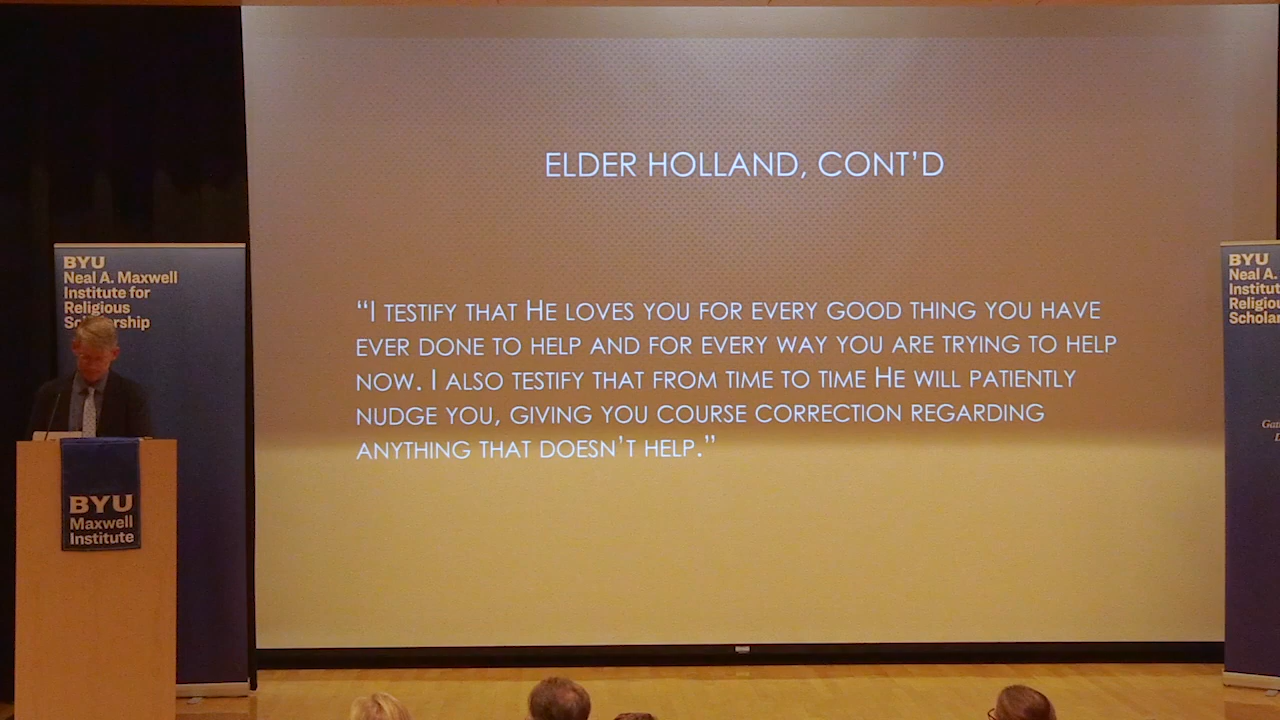 ELDER HOLLAND, CONT’D
“I TESTIFY THAT HE LOVES YOU FOR EVERY GOOD THING YOU HAVE
EVER DONE TO HELP AND FOR EVERY WAY YOU ARE TRYING TO HELP
NOW. I ALSO TESTIFY THAT FROM TIME TO TIME HE WILL PATIENTLY
NUDGE YOU, GIVING YOU COURSE CORRECTION REGARDING
ANYTHING THAT DOESN’T HELP.”
BYU
Neal A. Maxwell
Institute for
Religious
BYU
Maxwell
Institute
BYU
Neal A.